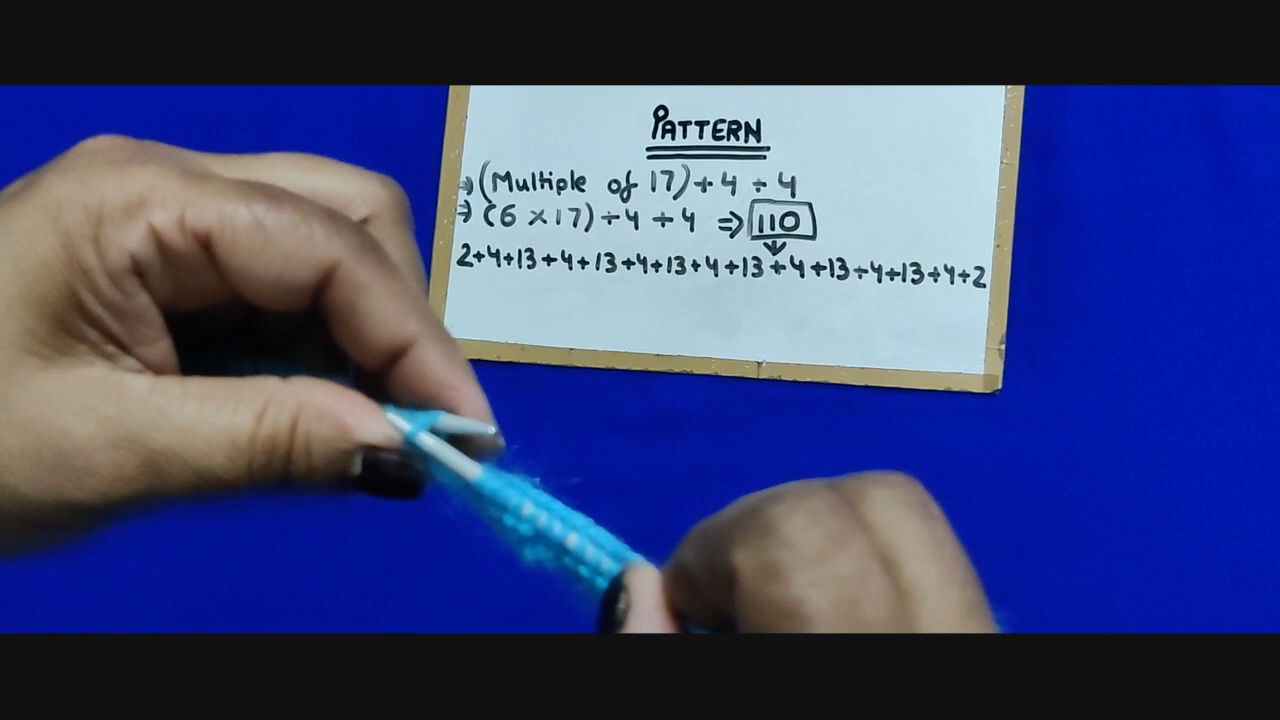 PATTERN
→ (Multiple of 17) + 4 + 4
→ (6 × 17) + 4 + 4 ⇒ 110
2+4+13+4+13+4+13+4+13+4+13+4+13+4+2